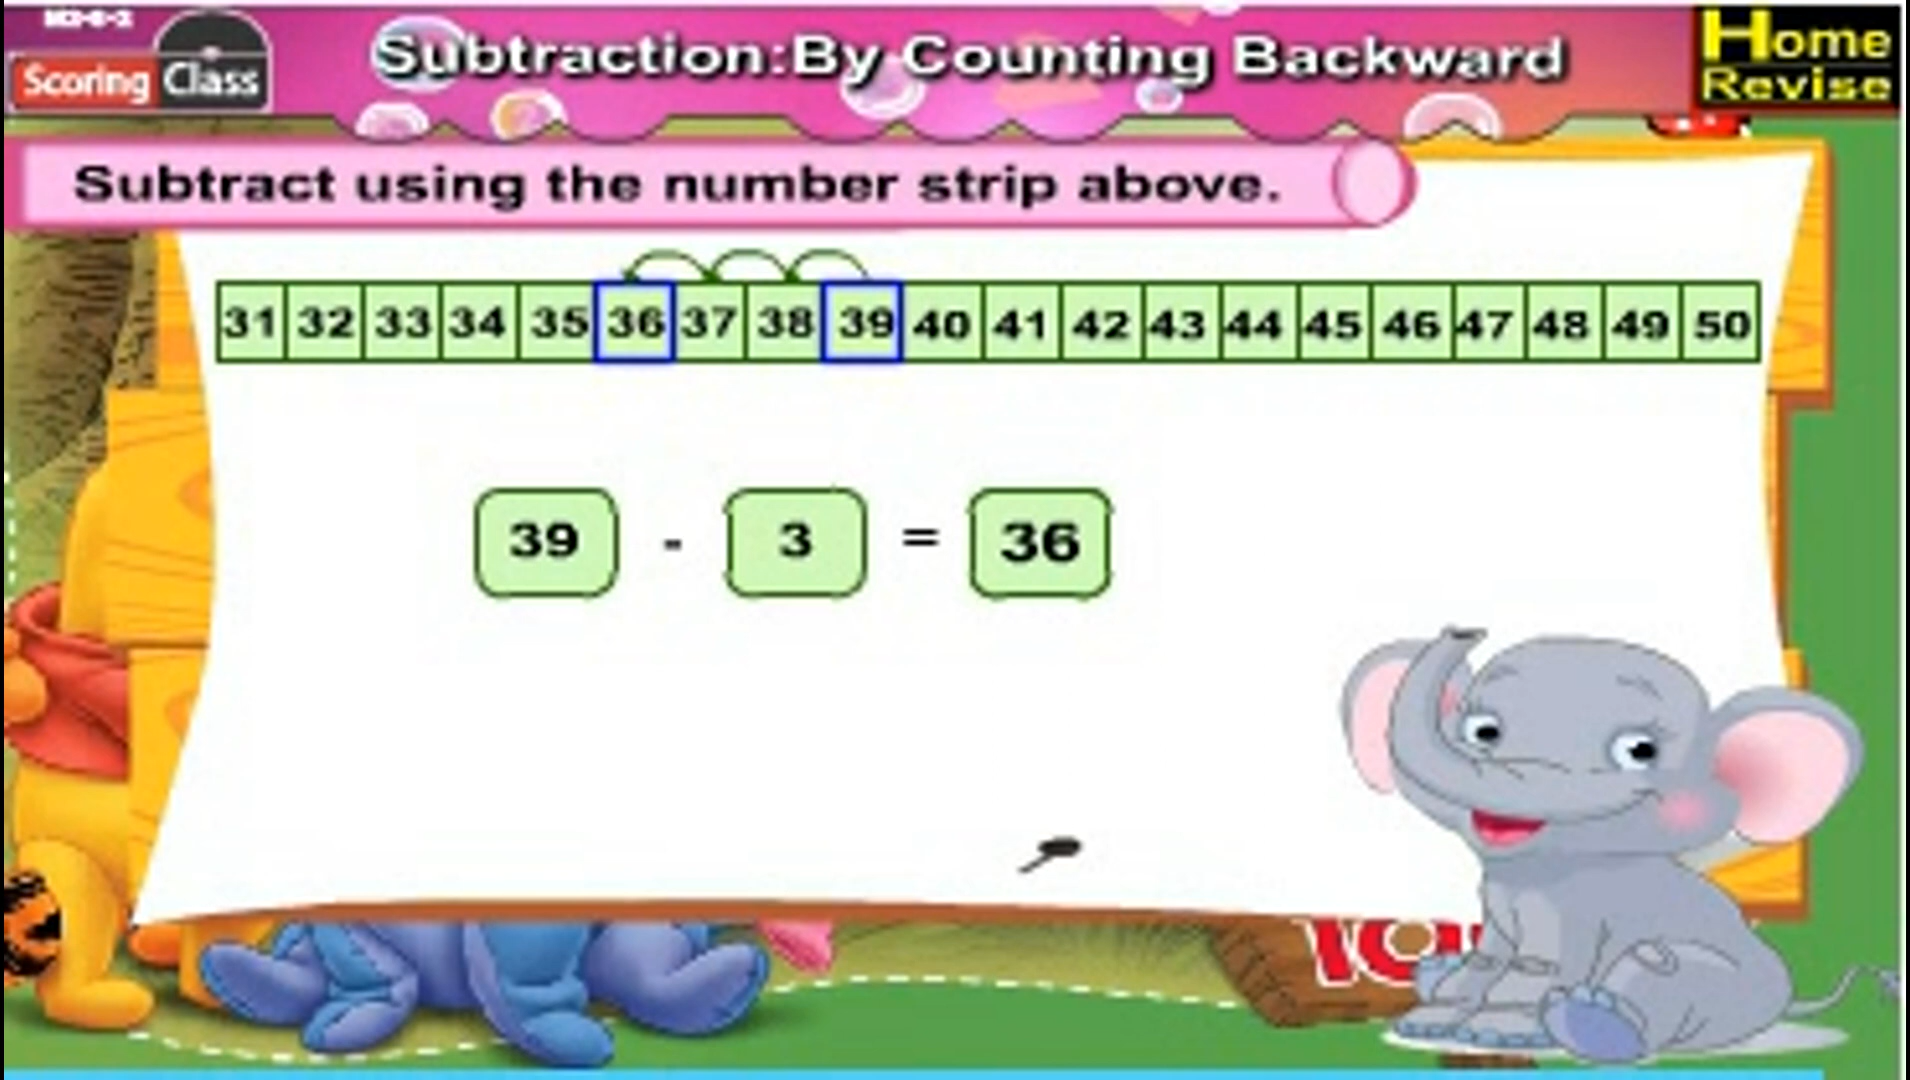 Scoring Class
Subtraction:By Counting Backward
Home
Revise
Subtract using the number strip above.
31 32 33 34 35 36 37 38 39 40 41 42 43 44 45 46 47 48 49 50
39 - 3 = 36